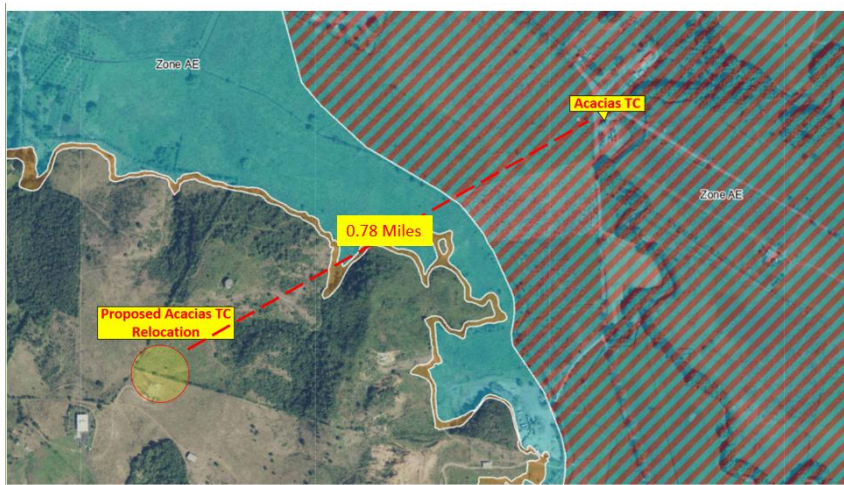 Zone AE
Acacias TC
Zone AE
0.78 Miles
Proposed Acacias TC
Relocation